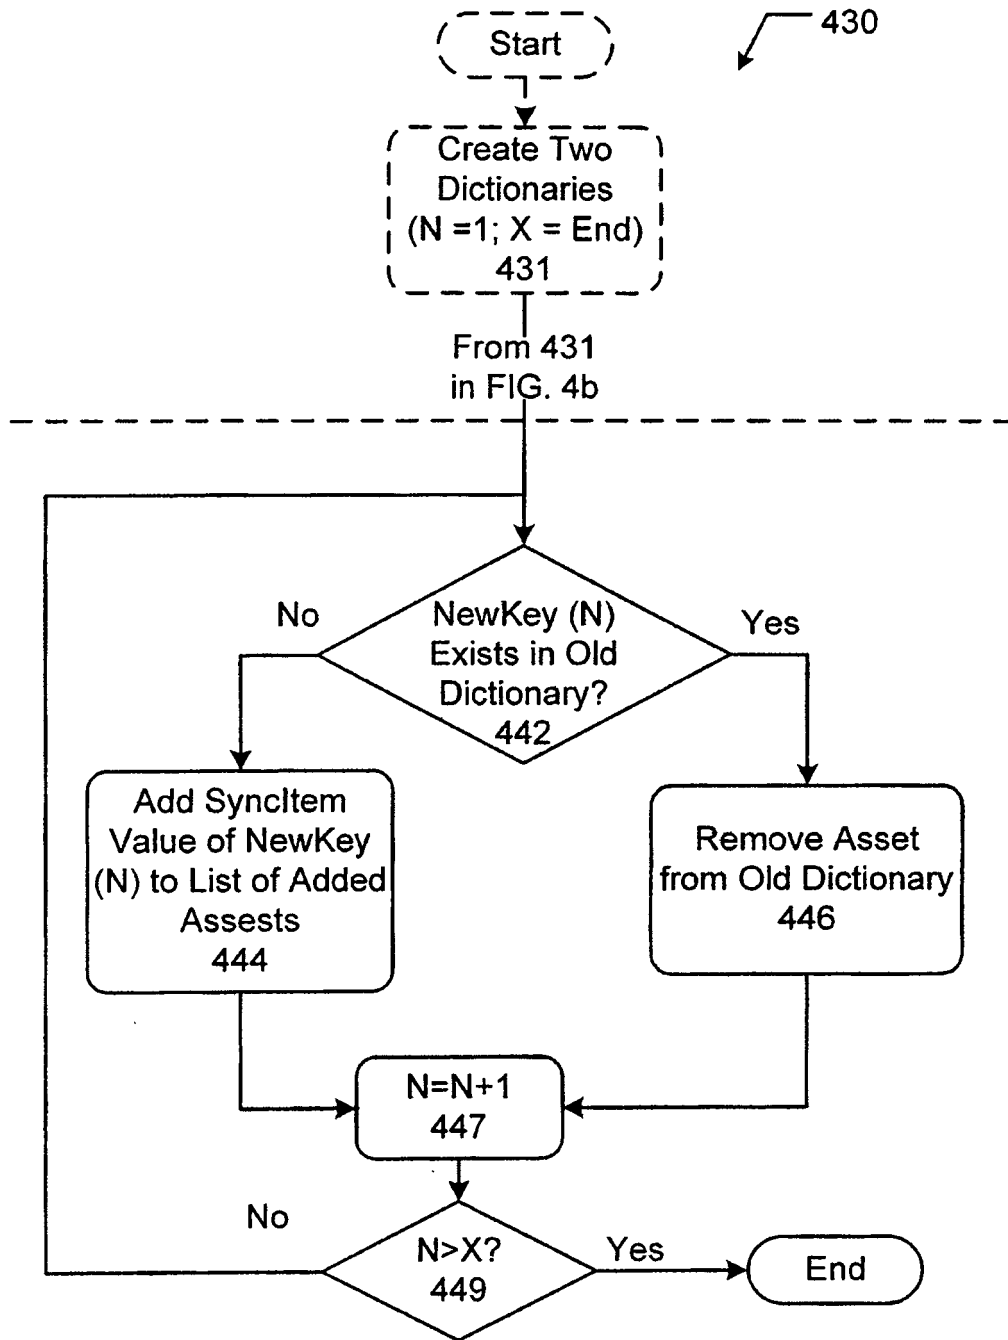 430
Start
Create Two
Dictionaries
(N =1; X = End)
431
From 431
in FIG. 4b
No
NewKey (N)
Exists in Old
Dictionary?
442
Yes
Add SyncItem
Value of NewKey
(N) to List of Added
Assests
444
Remove Asset
from Old Dictionary
446
N=N+1
447
No
N>X?
449
Yes
End